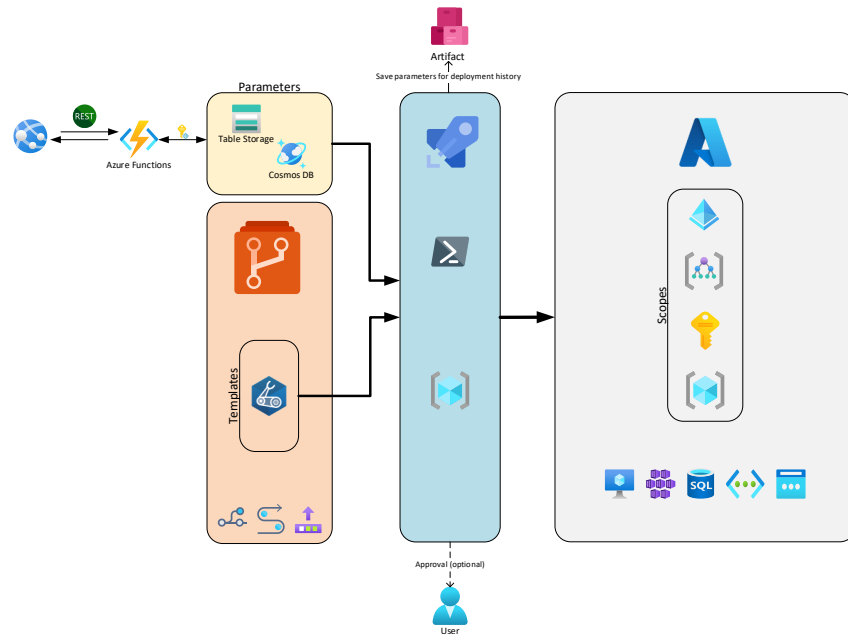 Artifact
Save parameters for deployment history
Parameters
REST
Table Storage
Azure Functions
Cosmos DB
Templates
Scopes
SQL
Approval (optional)
User